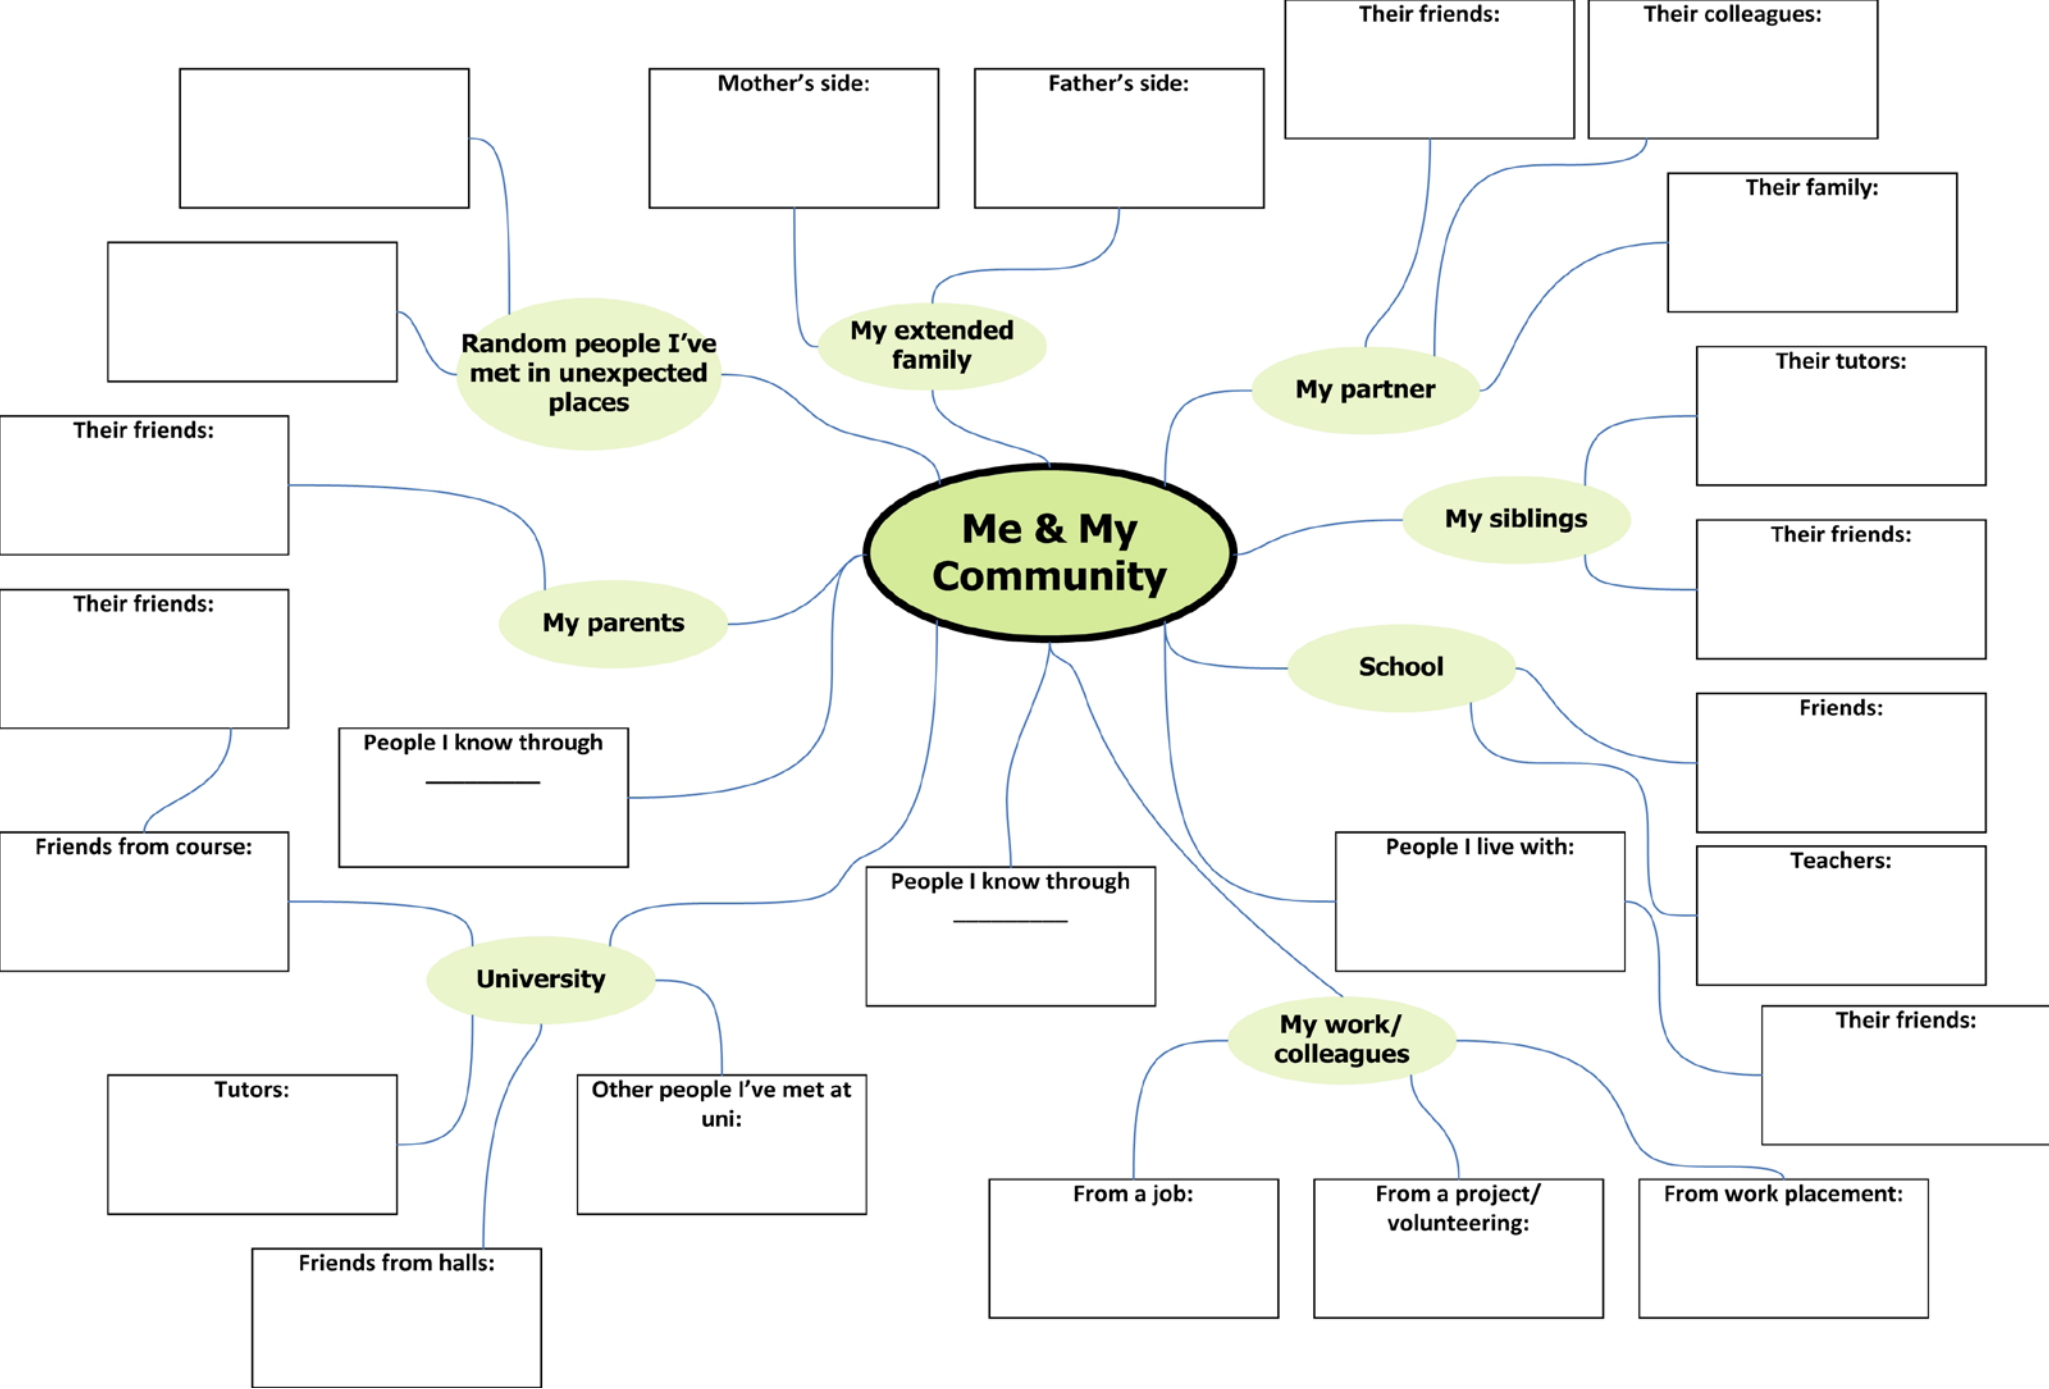 Their friends:
Their colleagues:
Mother’s side:
Father’s side:
Their family:
Random people I’ve
met in unexpected
places
My extended
family
My partner
Their tutors:
Their friends:
Me & My
Community
My siblings
Their friends:
Their friends:
My parents
School
Friends:
People I know through
__________
Friends from course:
People I know through
__________
People I live with:
Teachers:
University
My work/
colleagues
Their friends:
Tutors:
Other people I’ve met at
uni:
From a job:
From a project/
volunteering:
From work placement:
Friends from halls: